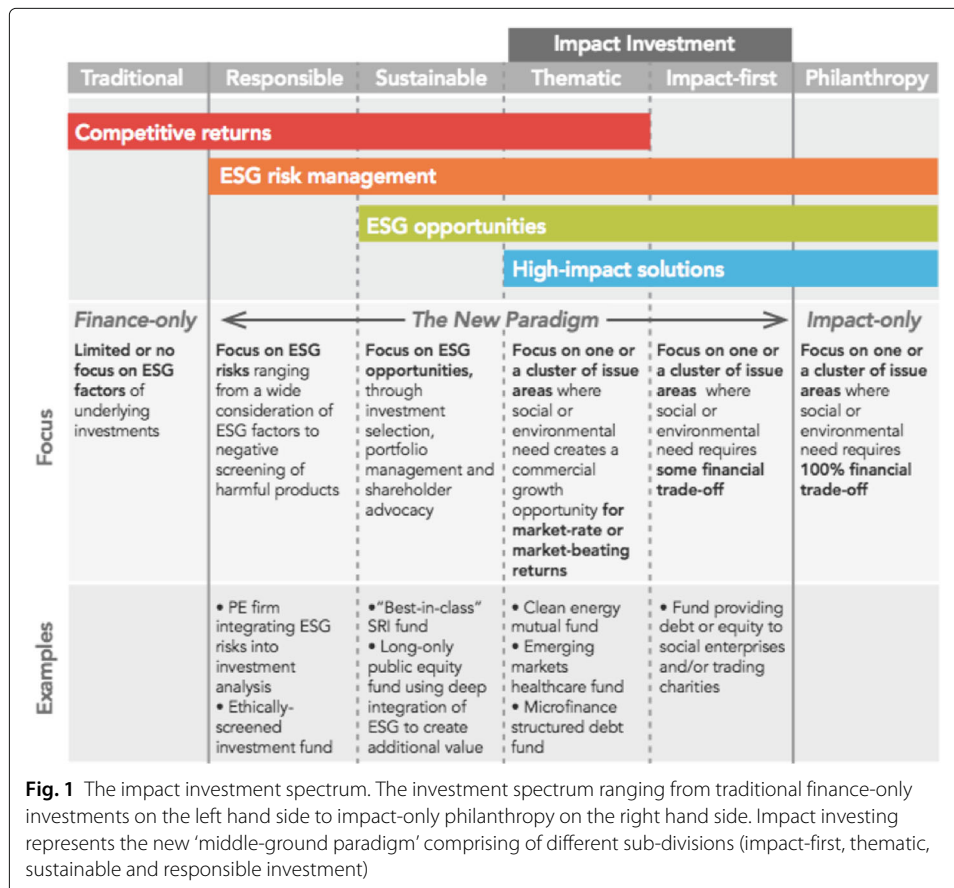 Impact Investment
Traditional Responsible Sustainable Thematic Impact-first Philanthropy
Competitive returns
ESG risk management
ESG opportunities
High-impact solutions
Finance-only The New Paradigm Impact-only
Focus
Limited or no
focus on ESG
factors of
underlying
investments
Focus on ESG
risks ranging
from a wide
consideration of
ESG factors to
negative
screening of
harmful products
Focus on ESG
opportunities,
through
investment
selection,
portfolio
management and
shareholder
advocacy
Focus on one or
a cluster of issue
areas where
social or
environmental
need creates a
commercial
growth
opportunity for
market-rate or
market-beating
returns
Focus on one or
a cluster of issue
areas where
social or
environmental
need requires
some financial
trade-off
Focus on one or
a cluster of issue
areas where
social or
environmental
need requires
100% financial
trade-off
Examples
• PE firm
integrating ESG
risks into
investment
analysis
• Ethically-
screened
investment fund
•"Best-in-class"
SRI fund
• Long-only
public equity
fund using deep
integration of
ESG to create
additional value
• Clean energy
mutual fund
• Emerging
markets
healthcare fund
• Microfinance
structured debt
fund
• Fund providing
debt or equity to
social enterprises
and/or trading
charities
Fig. 1 The impact investment spectrum. The investment spectrum ranging from traditional finance-only
investments on the left hand side to impact-only philanthropy on the right hand side. Impact investing
represents the new ‘middle-ground paradigm’ comprising of different sub-divisions (impact-first, thematic,
sustainable and responsible investment)